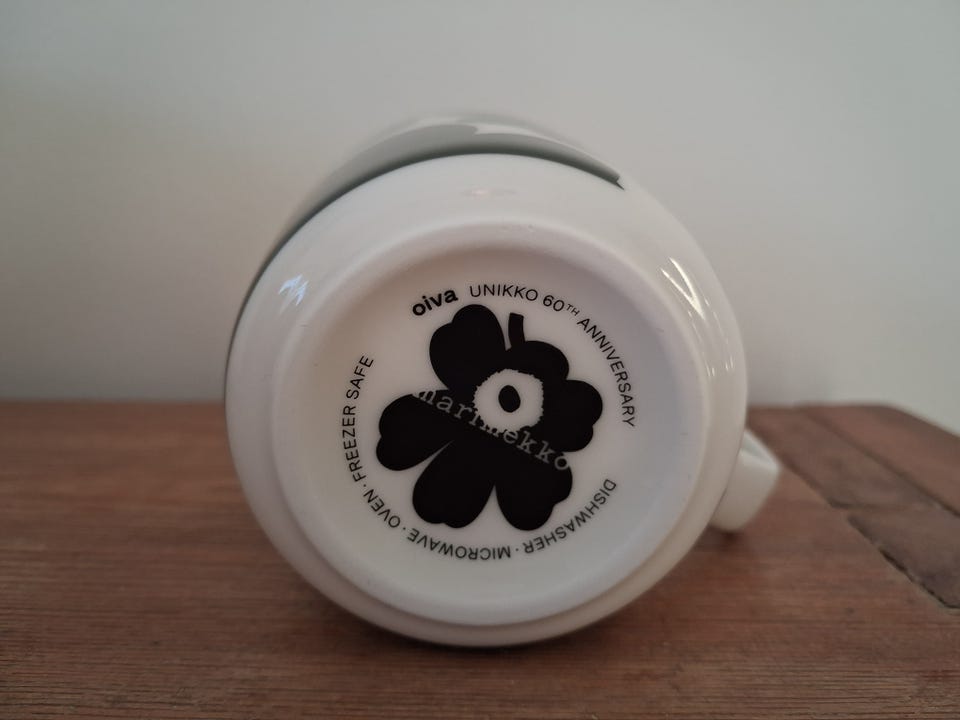 oiva UNIKKO 60TH ANNIVERSARY
marimekko
DISHWASHER · MICROWAVE · OVEN · FREEZER SAFE